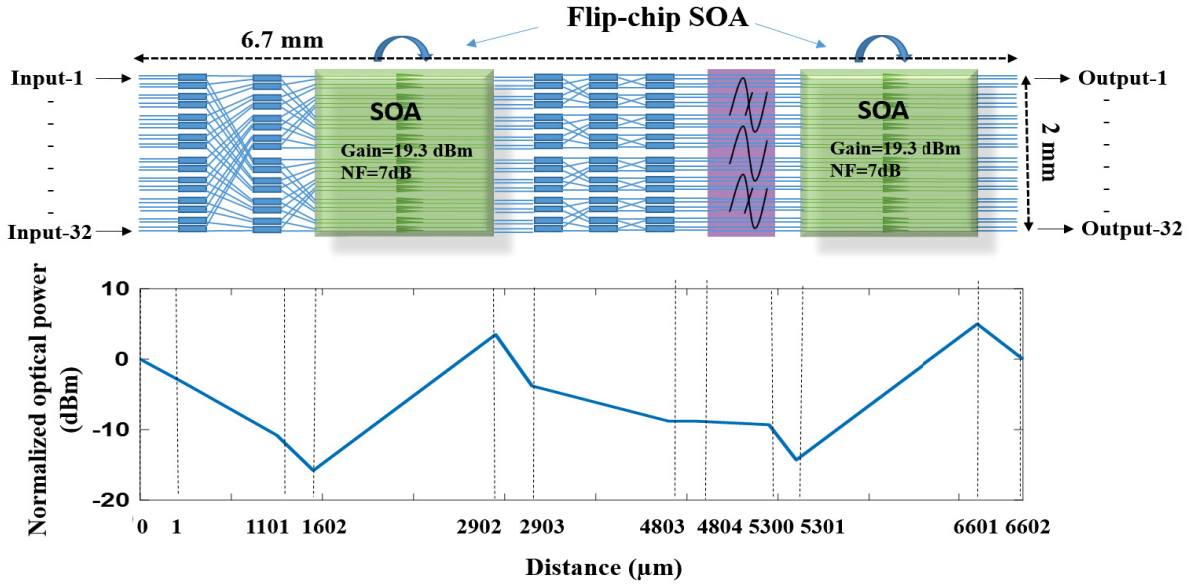 Flip-chip SOA
6.7 mm
Input-1
-
-
-
-
Input-32
SOA
Gain=19.3 dBm
NF=7dB
SOA
Gain=19.3 dBm
NF=7dB
Output-1
-
-
-
-
-
Output-32
2 mm
Normalized optical power
(dBm)
10
0
-10
-20
0 1 1101 1602 2902 2903 4803 4804 5300 5301 6601 6602
Distance (µm)